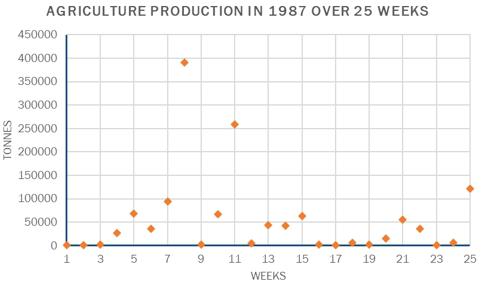 AGRICULTURE PRODUCTION IN 1987 OVER 25 WEEKS
450000
400000
350000
300000
250000
200000
150000
100000
50000
0
TONNES
1 3 5 7 9 11 13 15 17 19 21 23 25
WEEKS